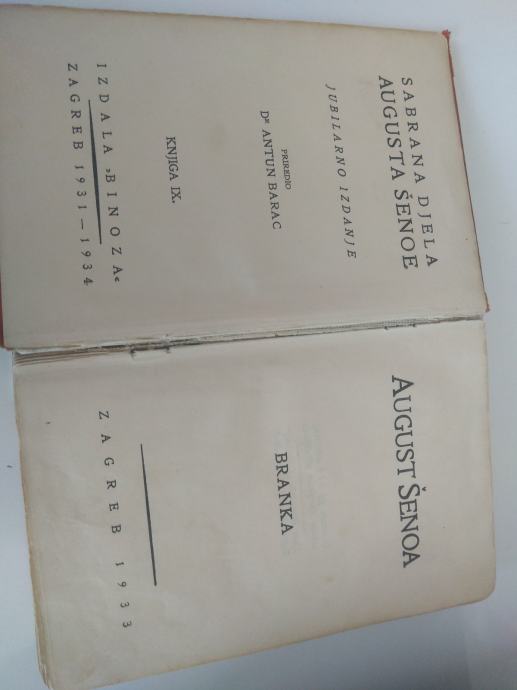 SABRANA DJELA
AUGUSTA ŠENOE
JUBILARNO IZDANJE
PRIREDIO
Dᴿ ANTUN BARAC
KNJIGA IX.
IZDALA »BINOZA«
ZAGREB 1931—1934
AUGUST ŠENOA
BRANKA
ZAGREB 1933